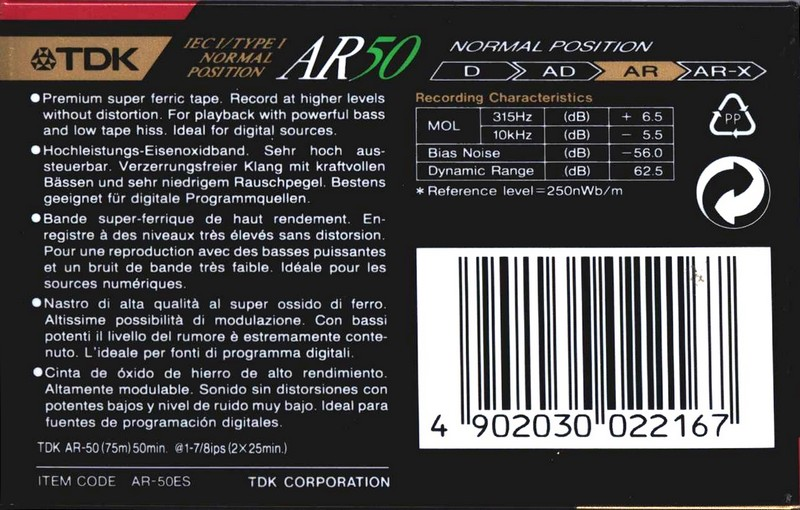 TDK
IEC I/TYPE I
NORMAL
POSITION
AR50
NORMAL POSITION
D AD AR AR-X
●Premium super ferric tape. Record at higher levels
without distortion. For playback with powerful bass
and low tape hiss. Ideal for digital sources.
●Hochleistungs-Eisenoxidband. Sehr hoch aus-
steuerbar. Verzerrungsfreier Klang mit kraftvollen
Bässen und sehr niedrigem Rauschpegel. Bestens
geeignet für digitale Programmquellen.
●Bande super-ferrique de haut rendement. En-
registre à des niveaux très élevés sans distorsion.
Pour une reproduction avec des basses puissantes
et un bruit de bande très faible. Idéale pour les
sources numériques.
●Nastro di alta qualità al super ossido di ferro.
Altissime possibilità di modulazione. Con bassi
potenti il livello del rumore è estremamente conte-
nuto. L'ideale per fonti di programma digitali.
●Cinta de óxido de hierro de alto rendimiento.
Altamente modulable. Sonido sin distorsiones con
potentes bajos y nivel de ruido muy bajo. Ideal para
fuentes de programación digitales.
TDK AR-50 (75m) 50min. @1-7/8ips (2×25min.)
ITEM CODE AR-50ES TDK CORPORATION
Recording Characteristics
MOL 315Hz (dB) + 6.5
10kHz (dB) − 5.5
Bias Noise (dB) −56.0
Dynamic Range (dB) 62.5
* Reference level=250nWb/m
PP
4 902030 022167